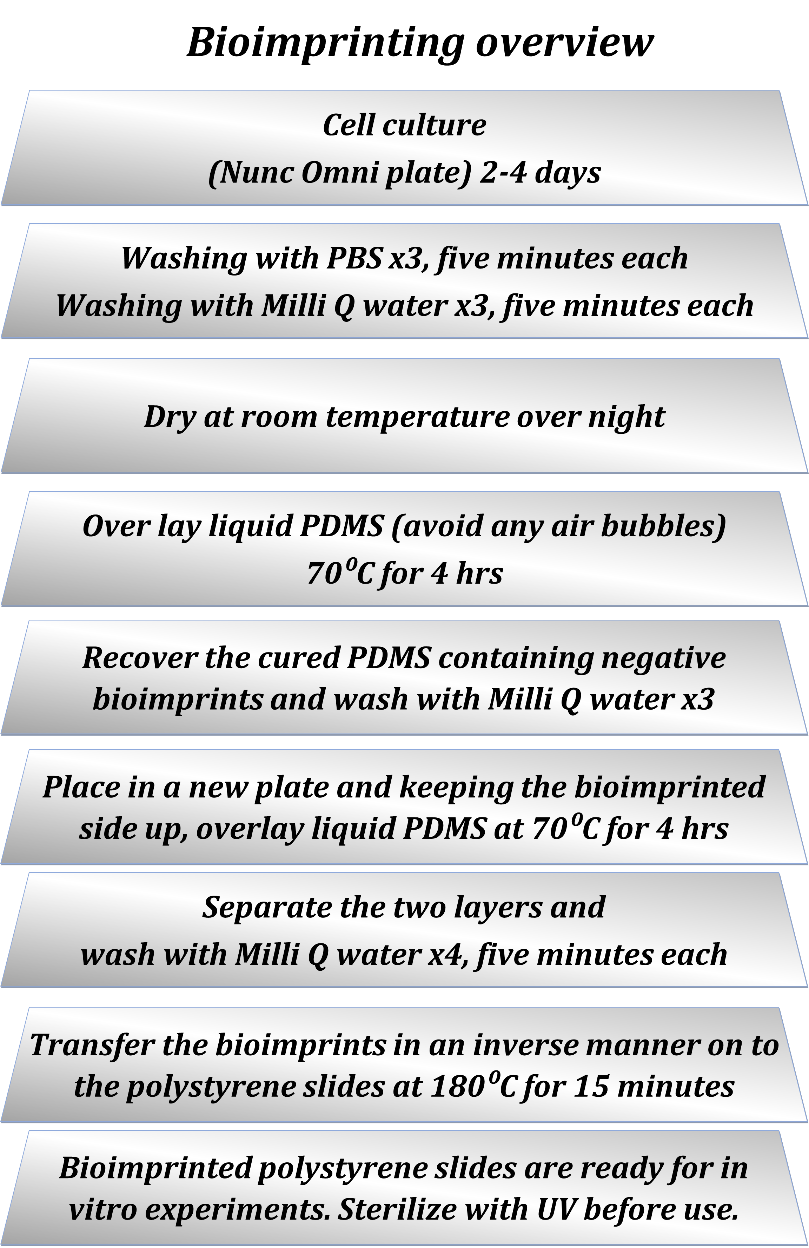 Bioimprinting overview
Cell culture
(Nunc Omni plate) 2-4 days
Washing with PBS x3, five minutes each
Washing with Milli Q water x3, five minutes each
Dry at room temperature over night
Over lay liquid PDMS (avoid any air bubbles)
70⁰C for 4 hrs
Recover the cured PDMS containing negative
bioimprints and wash with Milli Q water x3
Place in a new plate and keeping the bioimprinted
side up, overlay liquid PDMS at 70⁰C for 4 hrs
Separate the two layers and
wash with Milli Q water x4, five minutes each
Transfer the bioimprints in an inverse manner on to
the polystyrene slides at 180⁰C for 15 minutes
Bioimprinted polystyrene slides are ready for in
vitro experiments. Sterilize with UV before use.